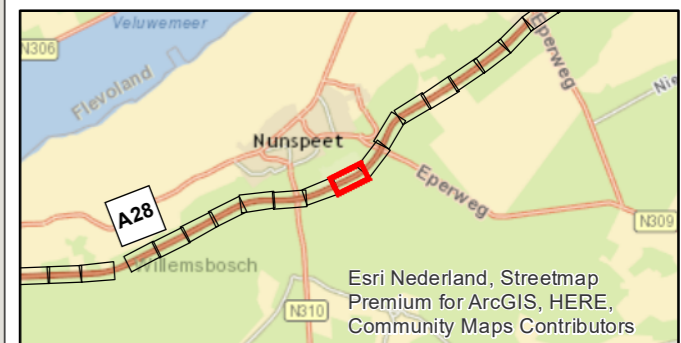 Veluwemeer
N306
Flevoland
Eperweg
Nie
Nunspeet
Eperweg
A28
N309
Willemsbosch
N310
Esri Nederland, Streetmap
Premium for ArcGIS, HERE,
Community Maps Contributors